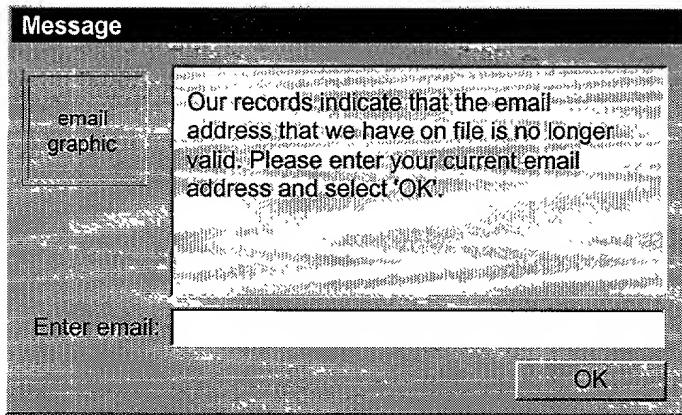 Message
email
graphic
Our records indicate that the email
address that we have on file is no longer
valid. Please enter your current email
address and select 'OK'.
Enter email:
OK